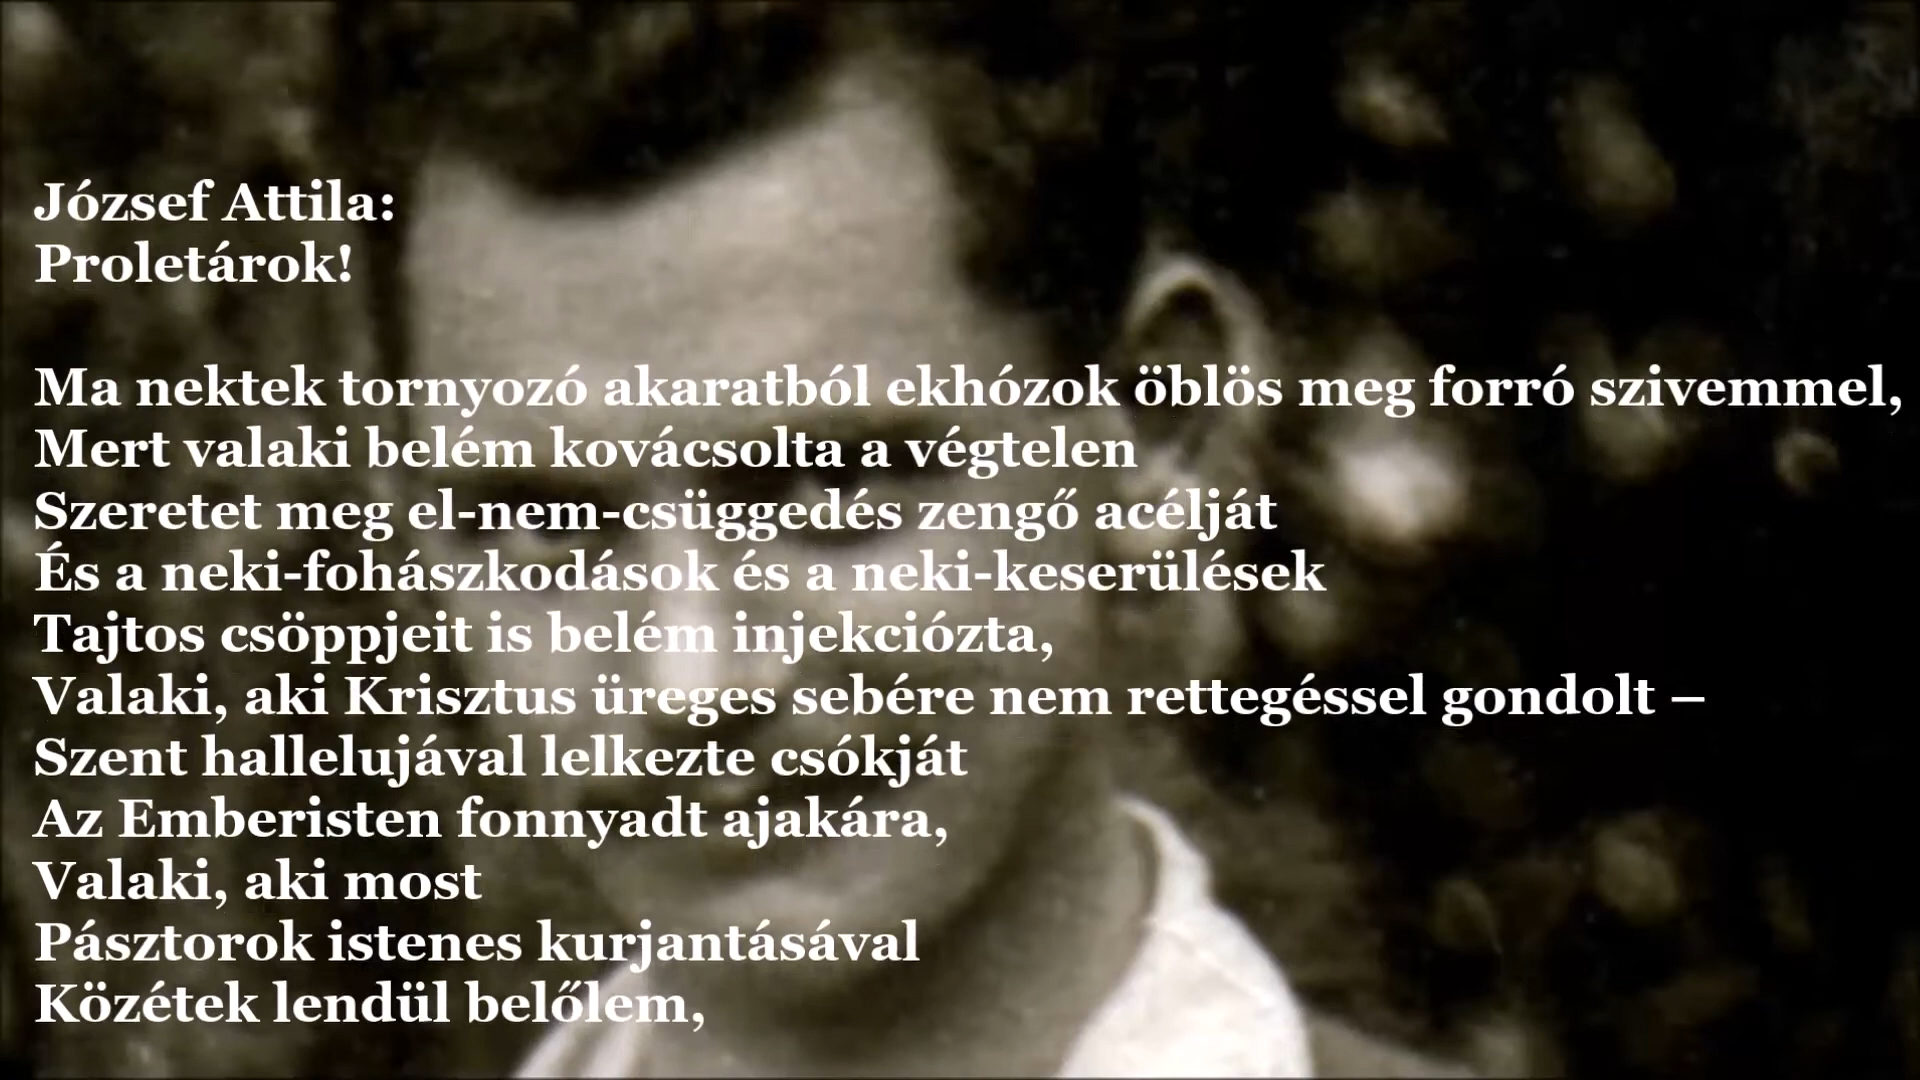 József Attila:
Proletárok!
Ma nektek tornyozó akaratból ekhózok öblös meg forró szivemmel,
Mert valaki belém kovácsolta a végtelen
Szeretet meg el-nem-csüggedés zengő acélját
És a neki-fohászkodások és a neki-keserülések
Tajtos csöppjeit is belém injekciózta,
Valaki, aki Krisztus üreges sebére nem rettegéssel gondolt –
Szent hallelujával lelkezte csókját
Az Emberisten fonnyadt ajakára,
Valaki, aki most
Pásztorok istenes kurjantásával
Közétek lendül belőlem,